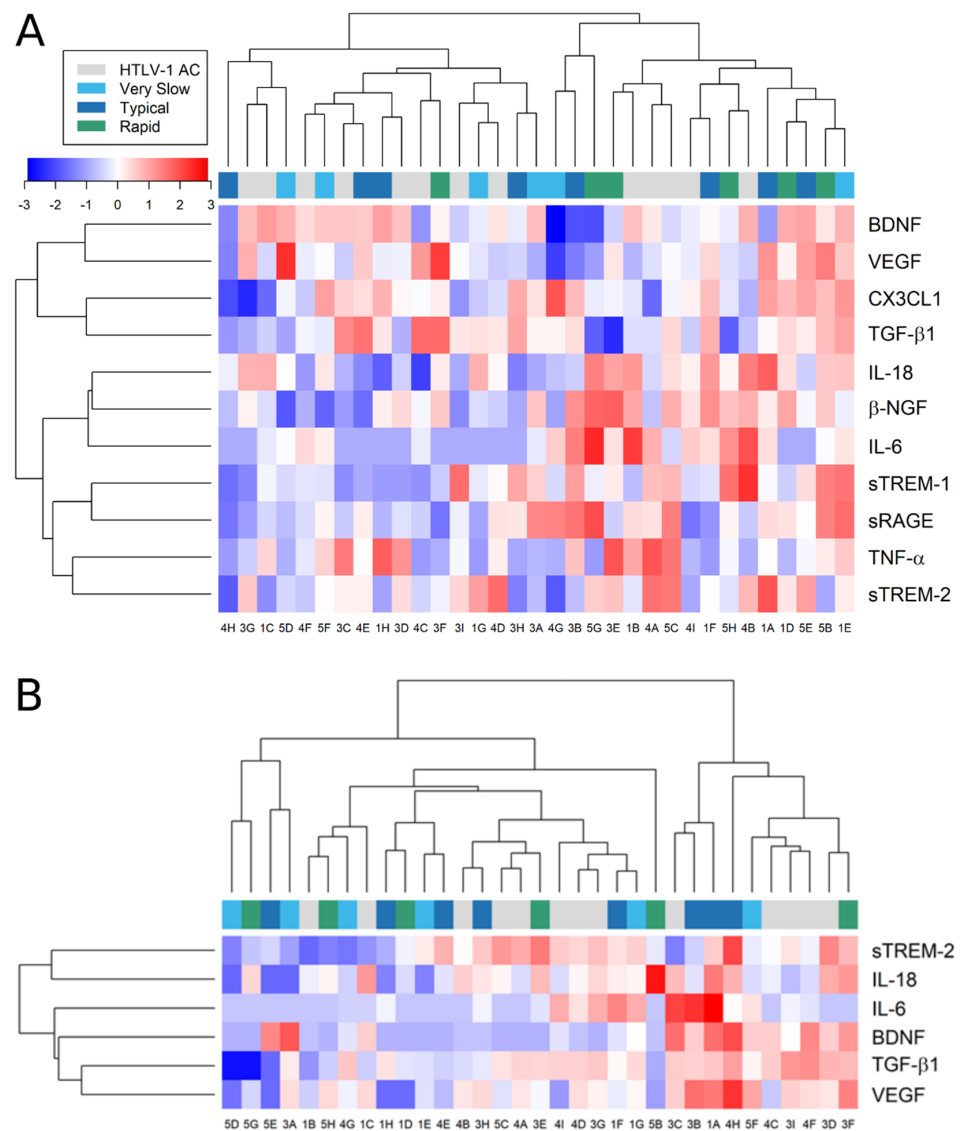 A
HTLV-1 AC
Very Slow
Typical
Rapid
-3 -2 -1 0 1 2 3
BDNF
VEGF
CX3CL1
TGF-β1
IL-18
β-NGF
IL-6
sTREM-1
sRAGE
TNF-α
sTREM-2
4H 3G 1C 5D 4F 5F 3C 4E 1H 3D 4C 3F 3I 1G 4D 3H 3A 4G 3B 5G 3E 1B 4A 5C 4I 1F 5H 4B 1A 1D 5E 5B 1E
B
sTREM-2
IL-18
IL-6
BDNF
TGF-β1
VEGF
5D 5G 5E 3A 1B 5H 4G 1C 1H 1D 1E 4E 4B 3H 5C 4A 3E 4I 4D 3G 1F 1G 5B 3C 3B 1A 4H 5F 4C 3I 4F 3D 3F